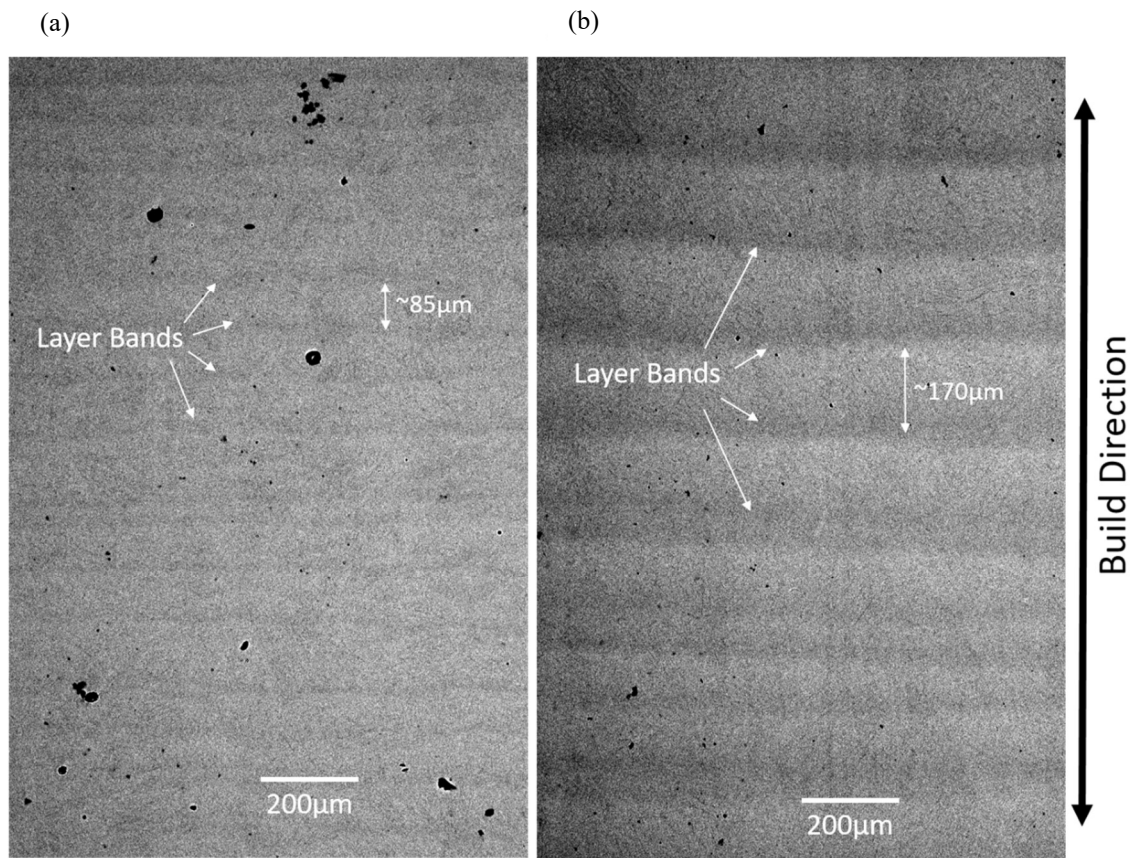 (a)
(b)
Layer Bands
~85µm
Layer Bands
~170µm
200µm
200µm
Build Direction